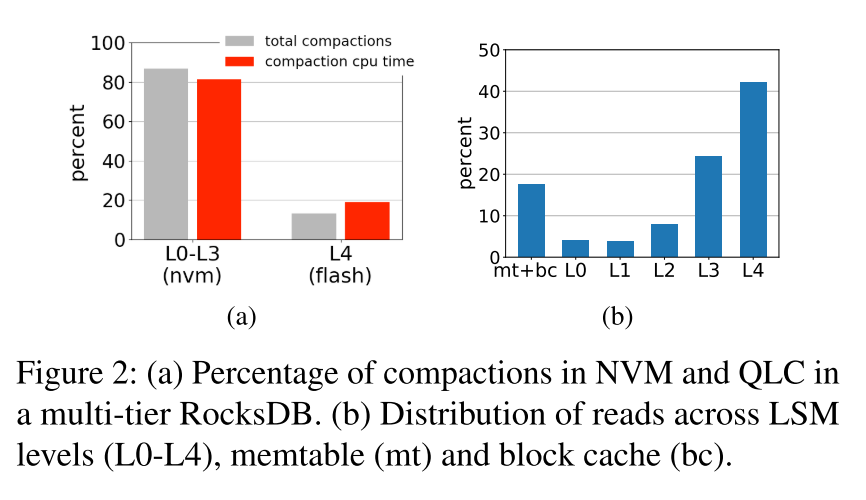 100
80
60
40
20
0
percent
total compactions
compaction cpu time
L0-L3
(nvm)
L4
(flash)
(a)
50
40
30
20
10
0
percent
mt+bc L0 L1 L2 L3 L4
(b)
Figure 2: (a) Percentage of compactions in NVM and QLC in
a multi-tier RocksDB. (b) Distribution of reads across LSM
levels (L0-L4), memtable (mt) and block cache (bc).